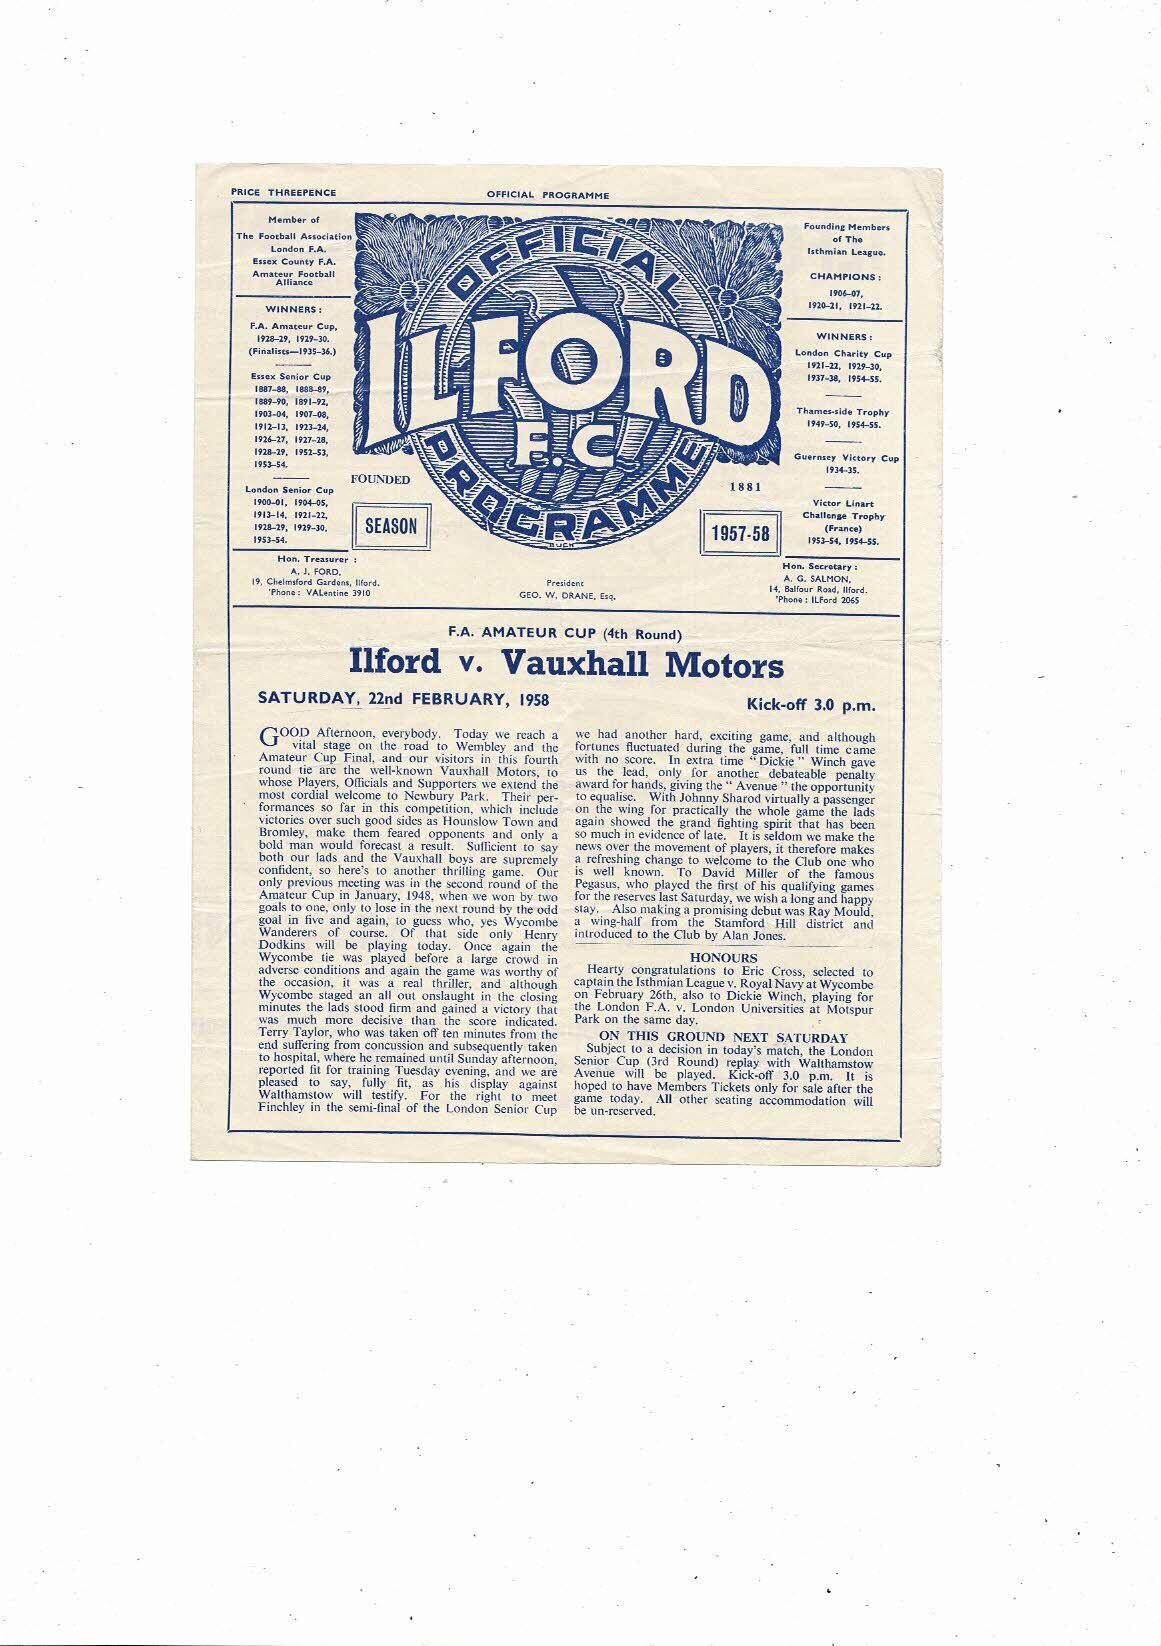 PRICE THREEPENCE
OFFICIAL PROGRAMME
Member of
The Football Association
London F.A.
Essex County F.A.
Amateur Football
Alliance
WINNERS :
F.A. Amateur Cup,
1928-29, 1929-30.
(Finalists—1935-36.)
Essex Senior Cup
1887-88, 1888-89,
1889-90, 1891-92,
1903-04, 1907-08,
1912-13, 1923-24,
1926-27, 1927-28,
1928-29, 1952-53,
1953-54.
London Senior Cup
1900-01, 1904-05,
1913-14, 1921-22,
1928-29, 1929-30,
1953-54.
Hon. Treasurer :
A. J. FORD,
19, Chelmsford Gardens, Ilford.
'Phone : VALentine 3910
OFFICIAL
ILFORD
F.C
PROGRAMME
BUCK
FOUNDED
1881
SEASON
1957-58
President
GEO. W. DRANE, Esq.
Founding Members
of The
Isthmian League.
CHAMPIONS :
1906-07,
1920-21, 1921-22.
WINNERS :
London Charity Cup
1921-22, 1929-30,
1937-38, 1954-55.
Thames-side Trophy
1949-50, 1954-55.
Guernsey Victory Cup
1934-35.
Victor Linart
Challenge Trophy
(France)
1953-54, 1954-55.
Hon. Secretary :
A. G. SALMON,
14, Balfour Road, Ilford.
'Phone : ILFord 2065
F.A. AMATEUR CUP (4th Round)
Ilford v. Vauxhall Motors
SATURDAY, 22nd FEBRUARY, 1958
Kick-off 3.0 p.m.
GOOD Afternoon, everybody. Today we reach a
vital stage on the road to Wembley and the
Amateur Cup Final, and our visitors in this fourth
round tie are the well-known Vauxhall Motors, to
whose Players, Officials and Supporters we extend the
most cordial welcome to Newbury Park. Their per-
formances so far in this competition, which include
victories over such good sides as Hounslow Town and
Bromley, make them feared opponents and only a
bold man would forecast a result. Sufficient to say
both our lads and the Vauxhall boys are supremely
confident, so here's to another thrilling game. Our
only previous meeting was in the second round of the
Amateur Cup in January, 1948, when we won by two
goals to one, only to lose in the next round by the odd
goal in five and again, to guess who, yes Wycombe
Wanderers of course. Of that side only Henry
Dodkins will be playing today. Once again the
Wycombe tie was played before a large crowd in
adverse conditions and again the game was worthy of
the occasion, it was a real thriller, and although
Wycombe staged an all out onslaught in the closing
minutes the lads stood firm and gained a victory that
was much more decisive than the score indicated.
Terry Taylor, who was taken off ten minutes from the
end suffering from concussion and subsequently taken
to hospital, where he remained until Sunday afternoon,
reported fit for training Tuesday evening, and we are
pleased to say, fully fit, as his display against
Walthamstow will testify. For the right to meet
Finchley in the semi-final of the London Senior Cup
we had another hard, exciting game, and although
fortunes fluctuated during the game, full time came
with no score. In extra time " Dickie " Winch gave
us the lead, only for another debateable penalty
award for hands, giving the " Avenue " the opportunity
to equalise. With Johnny Sharod virtually a passenger
on the wing for practically the whole game the lads
again showed the grand fighting spirit that has been
so much in evidence of late. It is seldom we make the
news over the movement of players, it therefore makes
a refreshing change to welcome to the Club one who
is well known. To David Miller of the famous
Pegasus, who played the first of his qualifying games
for the reserves last Saturday, we wish a long and happy
stay. Also making a promising debut was Ray Mould,
a wing-half from the Stamford Hill district and
introduced to the Club by Alan Jones.
HONOURS
Hearty congratulations to Eric Cross, selected to
captain the Isthmian League v. Royal Navy at Wycombe
on February 26th, also to Dickie Winch, playing for
the London F.A. v. London Universities at Motspur
Park on the same day.
ON THIS GROUND NEXT SATURDAY
Subject to a decision in today's match, the London
Senior Cup (3rd Round) replay with Walthamstow
Avenue will be played. Kick-off 3.0 p.m. It is
hoped to have Members Tickets only for sale after the
game today. All other seating accommodation will
be un-reserved.